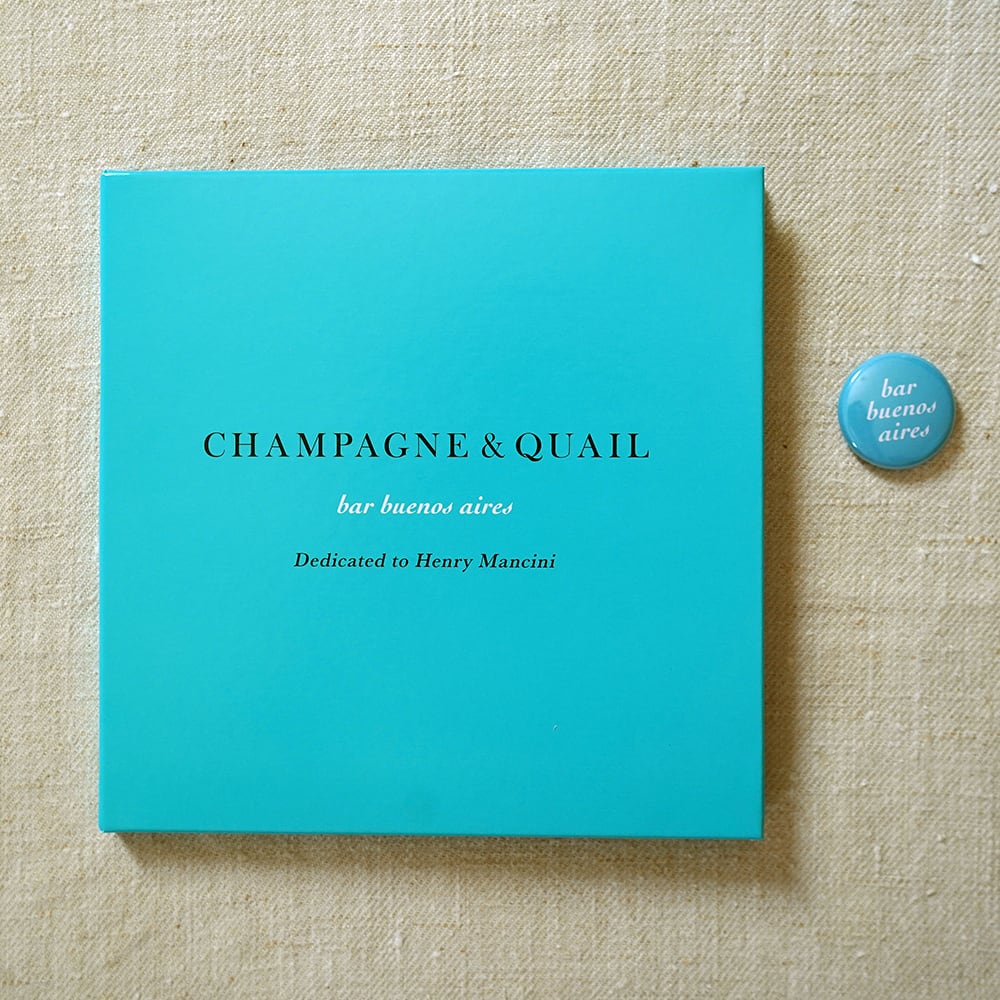 CHAMPAGNE & QUAIL
bar buenos aires
Dedicated to Henry Mancini
bar
buenos
aires